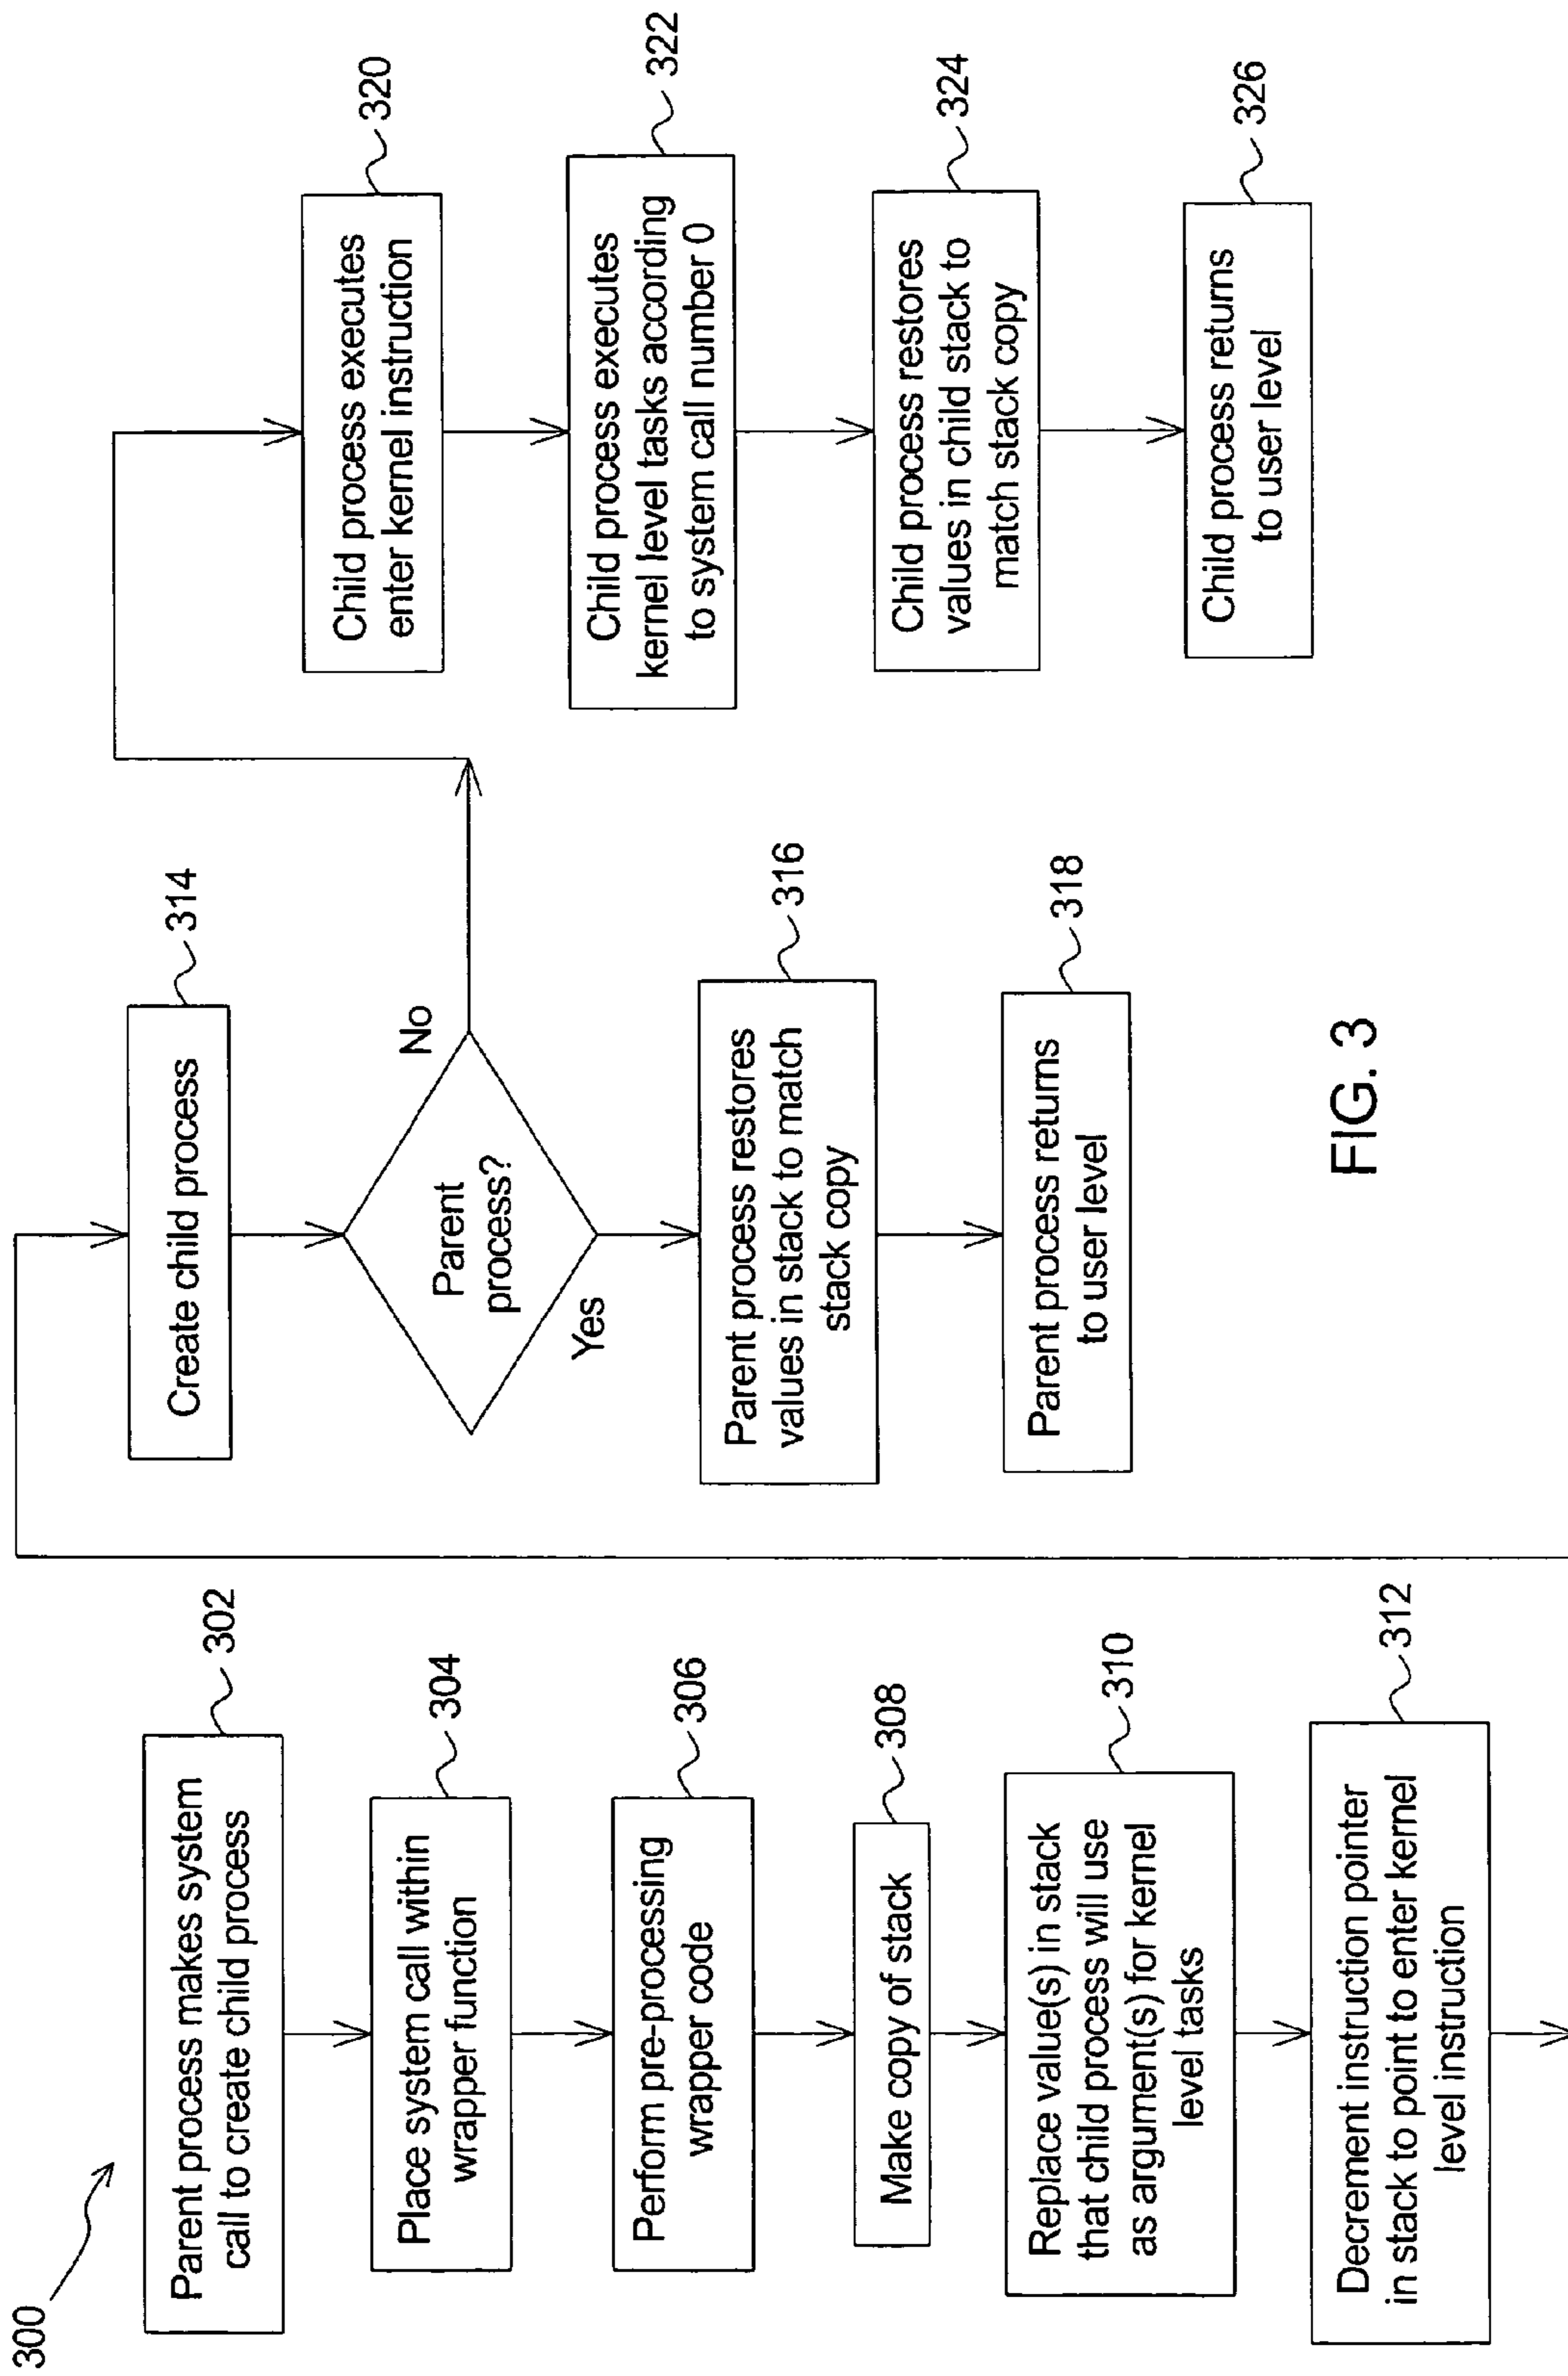 300
Parent process makes system
call to create child process
302
Place system call within
wrapper function
304
Perform pre-processing
wrapper code
306
Make copy of stack
308
Replace value(s) in stack
that child process will use
as argument(s) for kernel
level tasks
310
Decrement instruction pointer
in stack to point to enter kernel
level instruction
312
Create child process
314
Parent
process?
No
Yes
Parent process restores
values in stack to match
stack copy
316
Parent process returns
to user level
318
Child process executes
enter kernel instruction
320
Child process executes
kernel level tasks according
to system call number 0
322
Child process restores
values in child stack to
match stack copy
324
Child process returns
to user level
326
FIG. 3